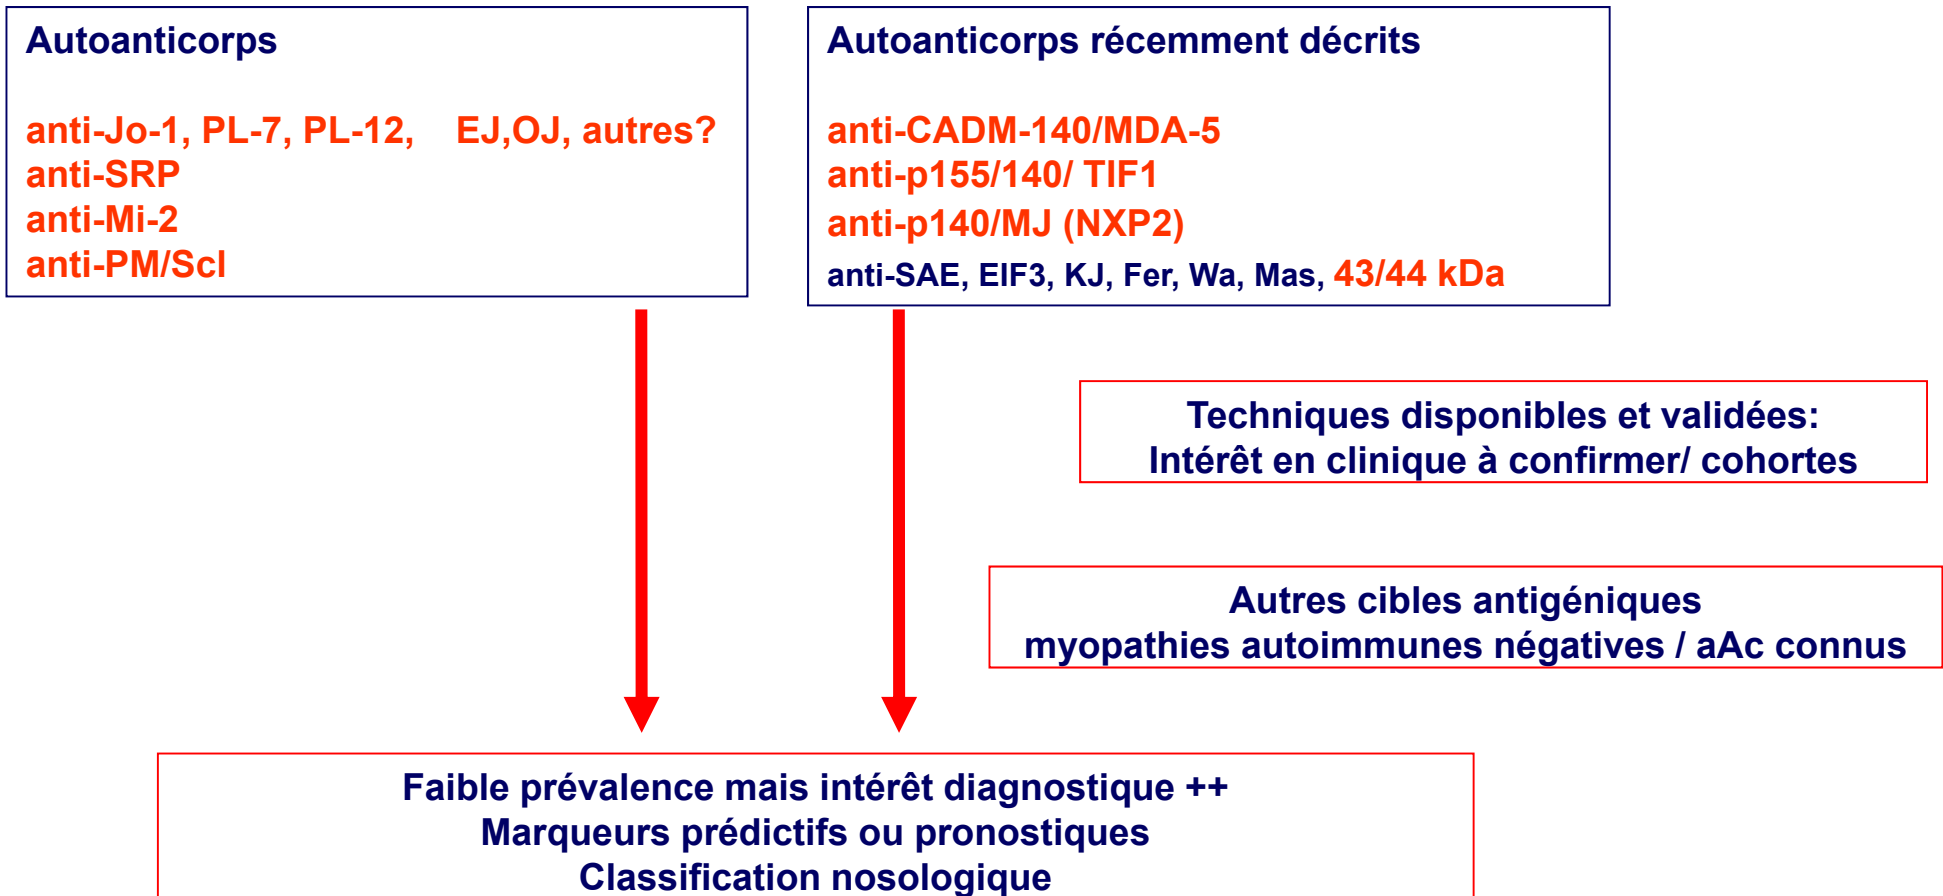 Autoanticorps
anti-Jo-1, PL-7, PL-12, EJ,OJ, autres?
anti-SRP
anti-Mi-2
anti-PM/Scl
Autoanticorps récemment décrits
anti-CADM-140/MDA-5
anti-p155/140/ TIF1
anti-p140/MJ (NXP2)
anti-SAE, EIF3, KJ, Fer, Wa, Mas, 43/44 kDa
Techniques disponibles et validées:
Intérêt en clinique à confirmer/ cohortes
Autres cibles antigéniques
myopathies autoimmunes négatives / aAc connus
Faible prévalence mais intérêt diagnostique ++
Marqueurs prédictifs ou pronostiques
Classification nosologique